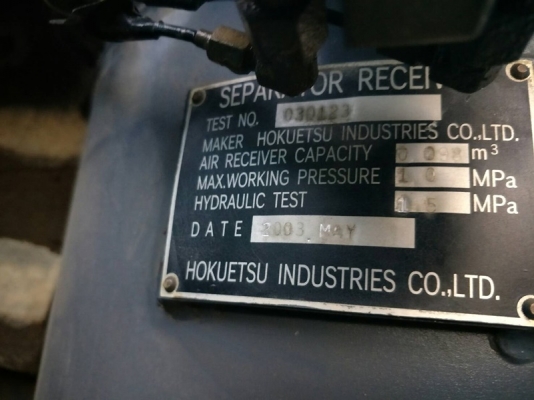 SEPARATOR RECEI
TEST NO. 030123
MAKER HOKUETSU INDUSTRIES CO.,LTD.
AIR RECEIVER CAPACITY m³
MAX.WORKING PRESSURE MPa
HYDRAULIC TEST 1.5 MPa
DATE 2003 MAY
HOKUETSU INDUSTRIES CO.,LTD.